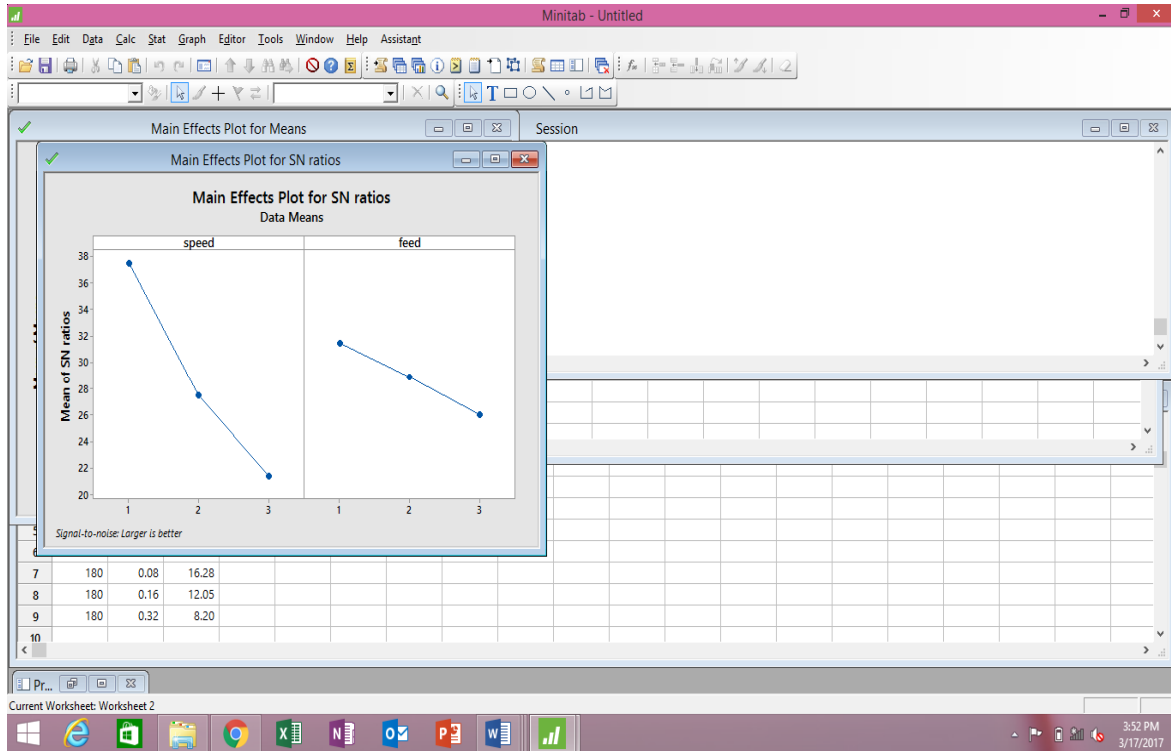 Minitab - Untitled
File Edit Data Calc Stat Graph Editor Tools Window Help Assistant
Main Effects Plot for Means
Session
Main Effects Plot for SN ratios
Main Effects Plot for SN ratios
Data Means
speed feed
Mean of SN ratios
38
36
34
32
30
28
26
24
22
20
1 2 3 1 2 3
Signal-to-noise: Larger is better
7 180 0.08 16.28
8 180 0.16 12.05
9 180 0.32 8.20
10
Pr...
Current Worksheet: Worksheet 2
3:52 PM
3/17/2017